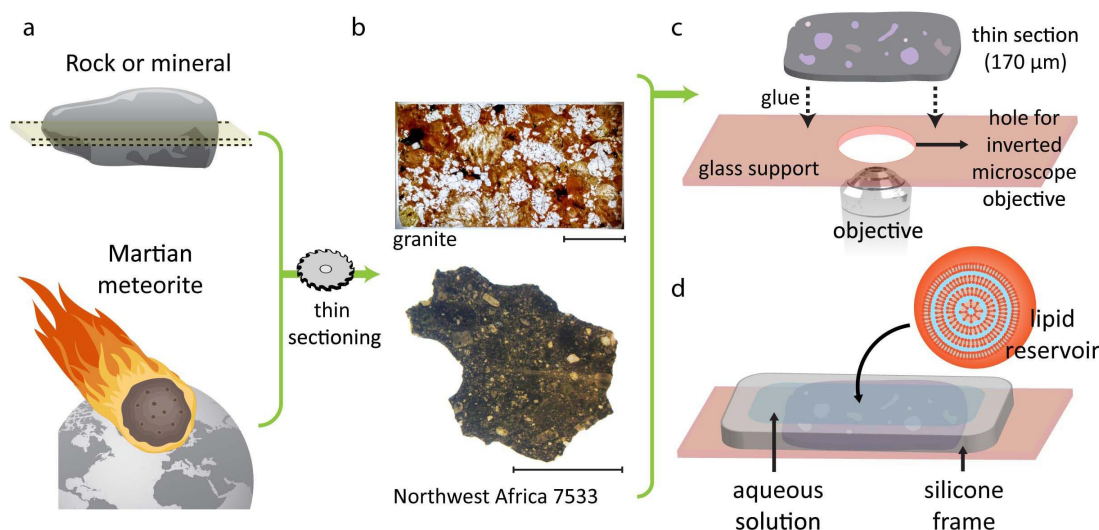 a
Rock or mineral
Martian
meteorite
thin
sectioning
b
granite
Northwest Africa 7533
c
thin section
(170 µm)
glue
glass support
hole for
inverted
microscope
objective
objective
d
lipid
reservoir
aqueous
solution
silicone
frame